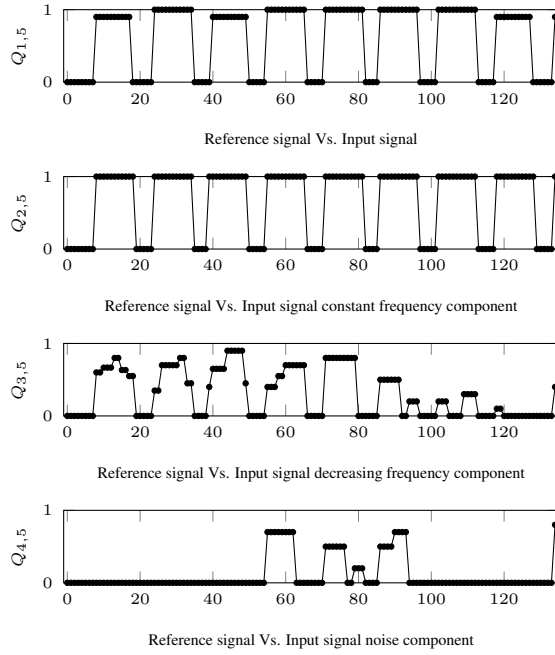 1
0
Q1,5
0 20 40 60 80 100 120
Reference signal Vs. Input signal
1
0
Q2,5
0 20 40 60 80 100 120
Reference signal Vs. Input signal constant frequency component
1
0
Q3,5
0 20 40 60 80 100 120
Reference signal Vs. Input signal decreasing frequency component
1
0
Q4,5
0 20 40 60 80 100 120
Reference signal Vs. Input signal noise component